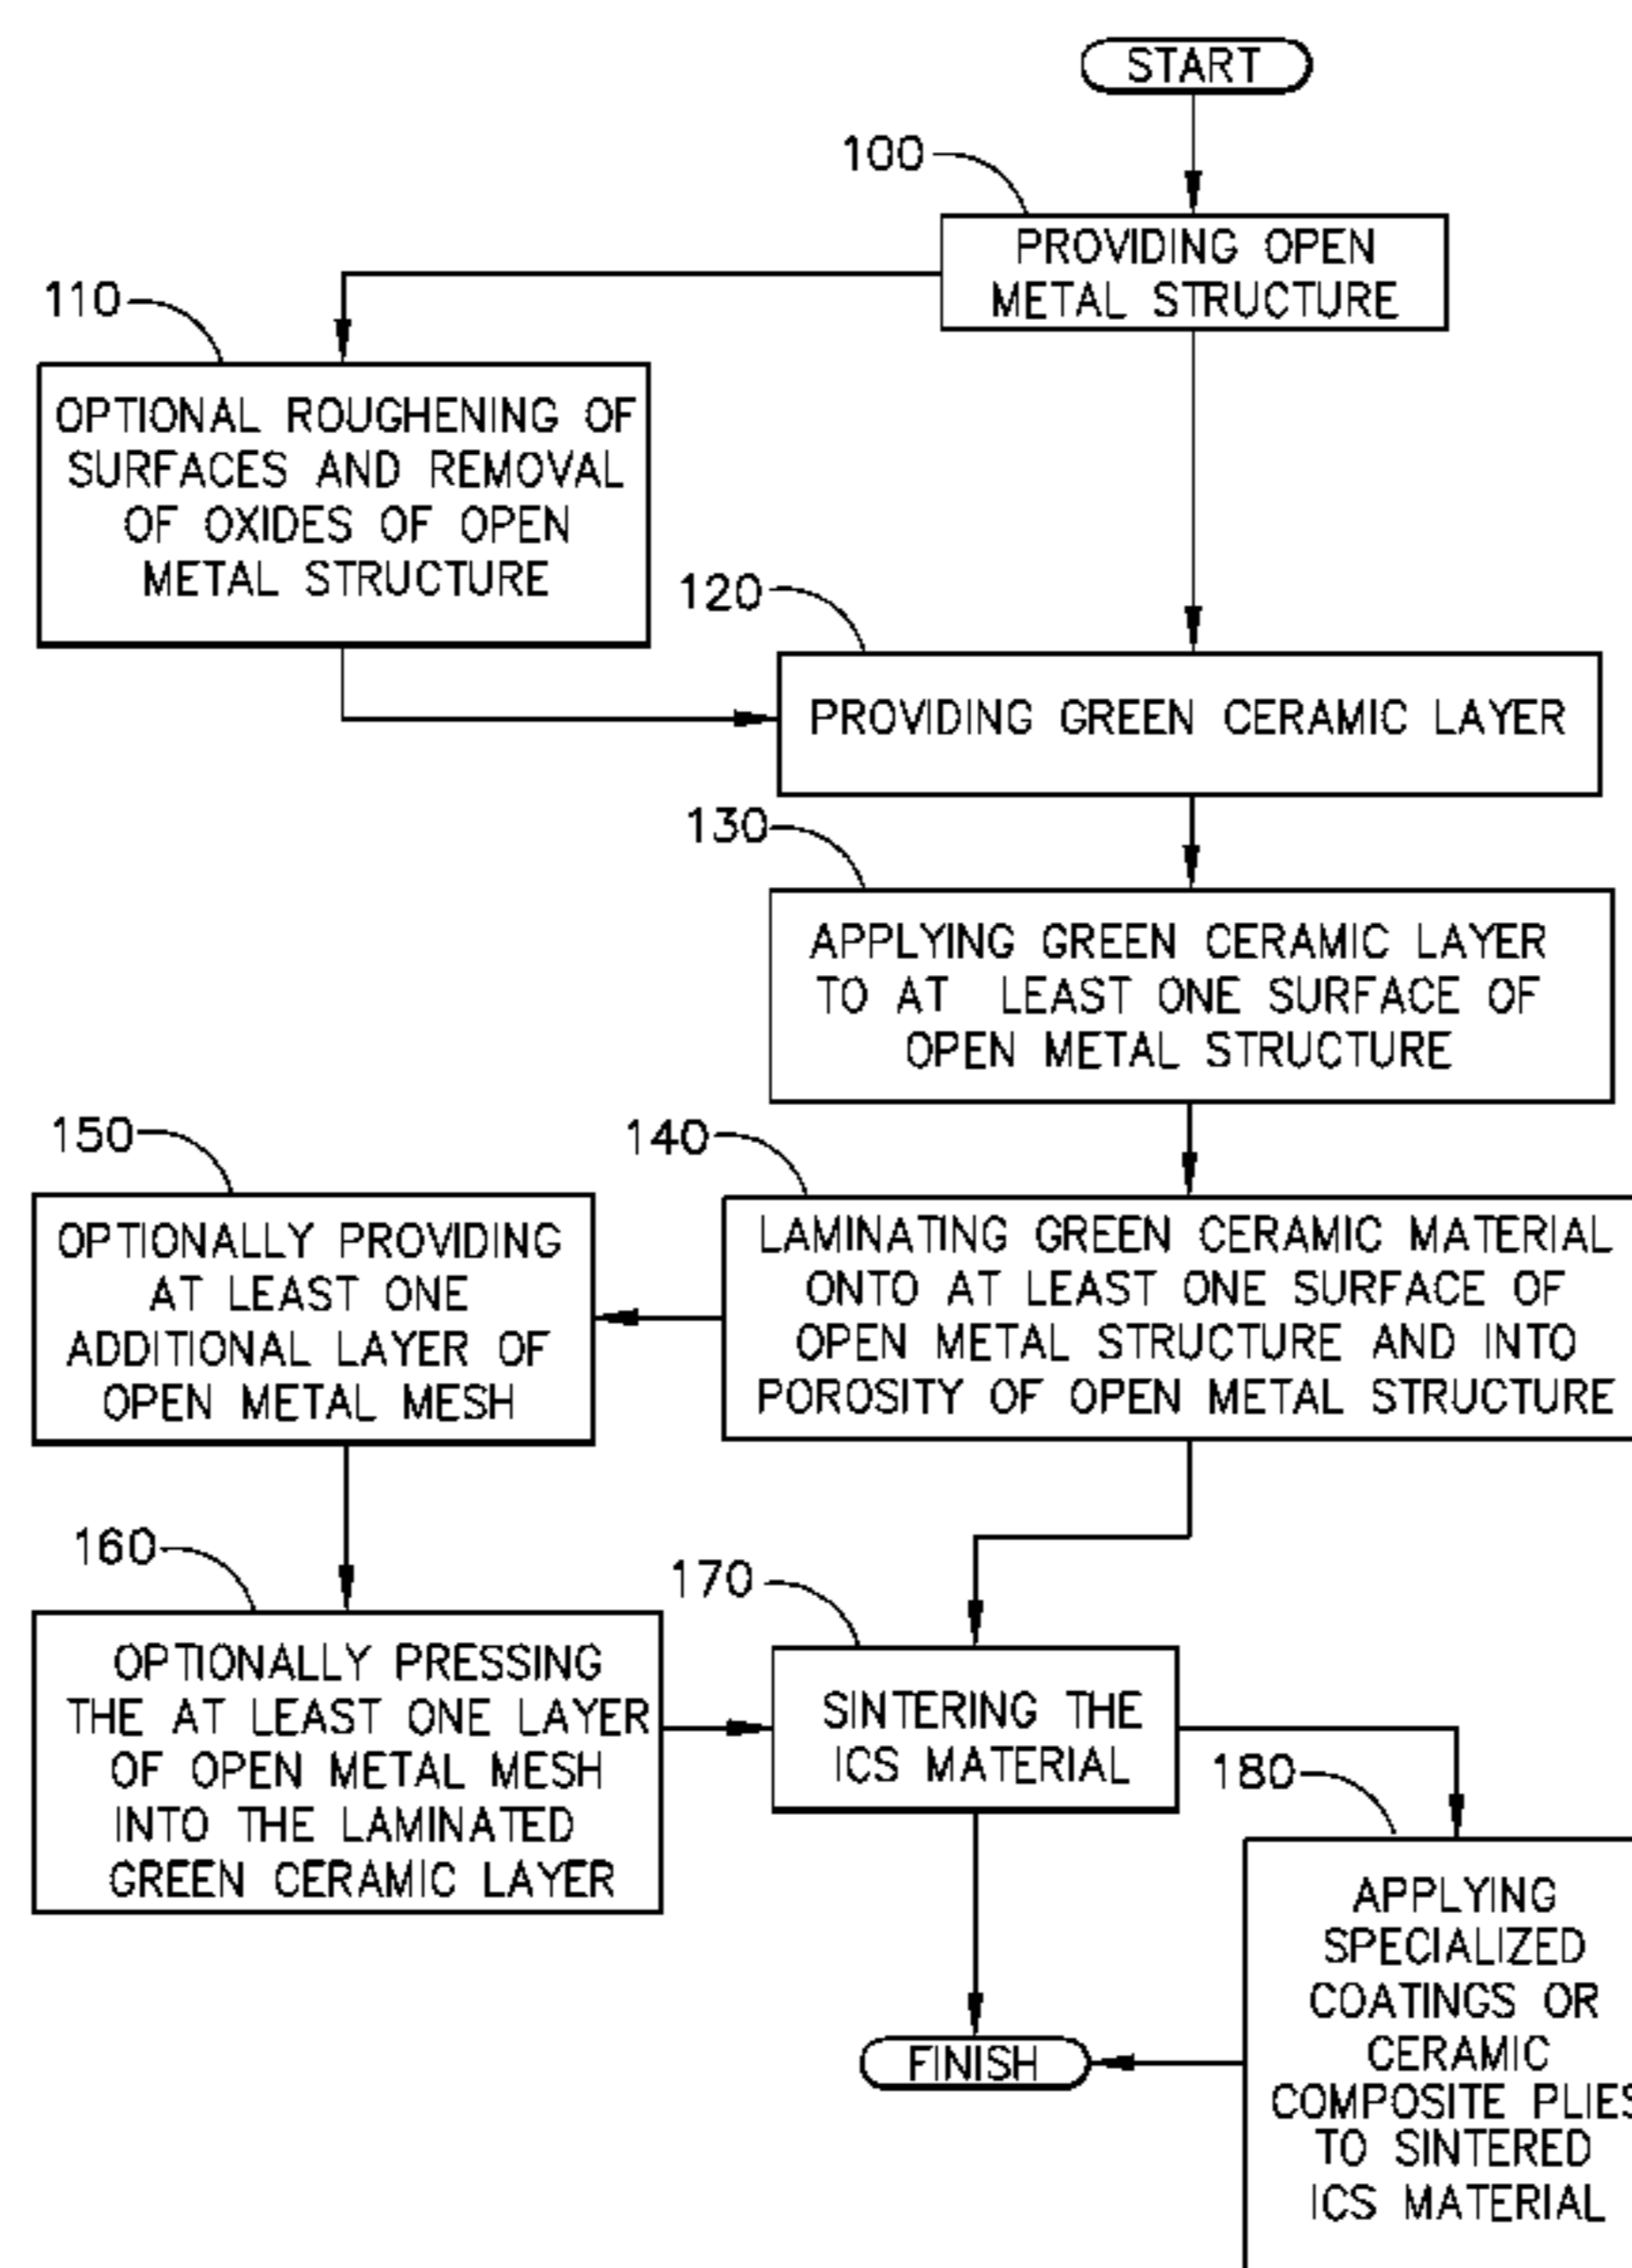 START
100
PROVIDING OPEN
METAL STRUCTURE
110
OPTIONAL ROUGHENING OF
SURFACES AND REMOVAL
OF OXIDES OF OPEN
METAL STRUCTURE
120
PROVIDING GREEN CERAMIC LAYER
130
APPLYING GREEN CERAMIC LAYER
TO AT LEAST ONE SURFACE OF
OPEN METAL STRUCTURE
140
LAMINATING GREEN CERAMIC MATERIAL
ONTO AT LEAST ONE SURFACE OF
OPEN METAL STRUCTURE AND INTO
POROSITY OF OPEN METAL STRUCTURE
150
OPTIONALLY PROVIDING
AT LEAST ONE
ADDITIONAL LAYER OF
OPEN METAL MESH
160
OPTIONALLY PRESSING
THE AT LEAST ONE LAYER
OF OPEN METAL MESH
INTO THE LAMINATED
GREEN CERAMIC LAYER
170
SINTERING THE
ICS MATERIAL
180
APPLYING
SPECIALIZED
COATINGS OR
CERAMIC
COMPOSITE PLIES
TO SINTERED
ICS MATERIAL
FINISH